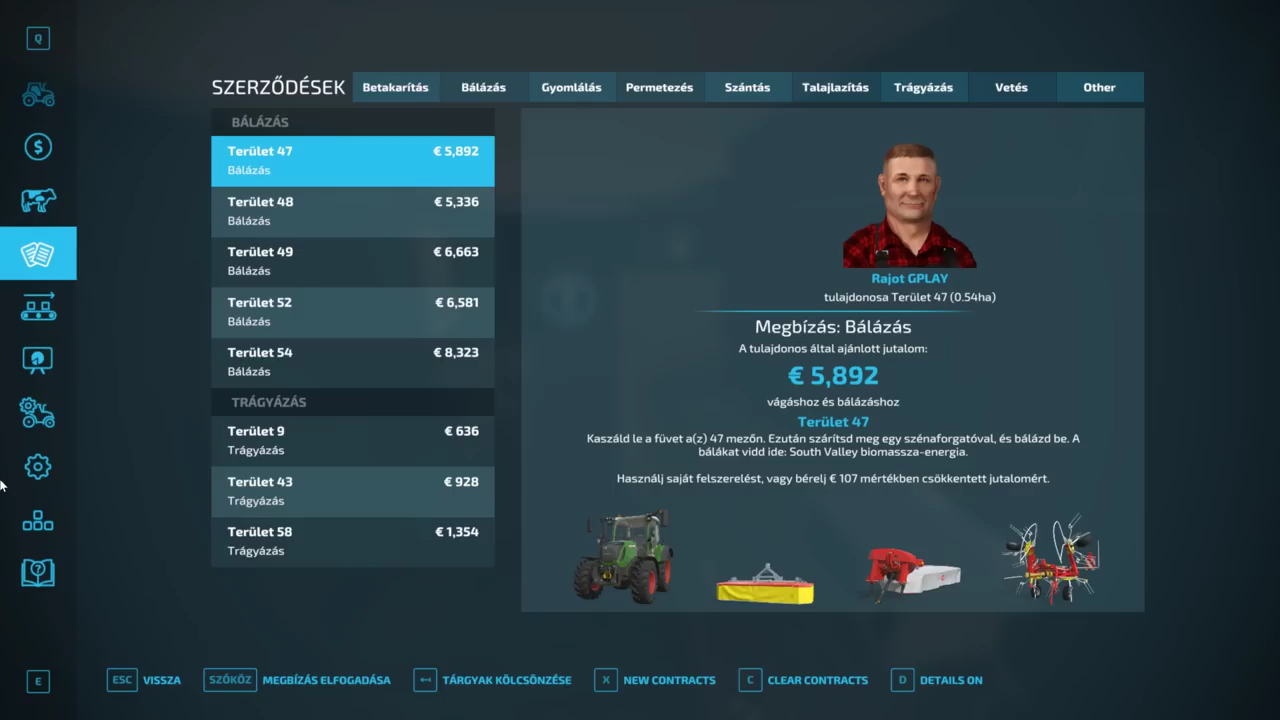 Q
SZERZŐDÉSEK
Betakarítás
Bálázás
Gyomlálás
Permetezés
Szántás
Talajlazítás
Trágyázás
Vetés
Other
BÁLÁZÁS
Terület 47 € 5,892
Bálázás
Terület 48 € 5,336
Bálázás
Terület 49 € 6,663
Bálázás
Terület 52 € 6,581
Bálázás
Terület 54 € 8,323
Bálázás
TRÁGYÁZÁS
Terület 9 € 636
Trágyázás
Terület 43 € 928
Trágyázás
Terület 58 € 1,354
Trágyázás
Rajot GPLAY
tulajdonosa Terület 47 (0.54ha)
Megbízás: Bálázás
A tulajdonos által ajánlott jutalom:
€ 5,892
vágáshoz és bálázáshoz
Terület 47
Kaszáld le a füvet a(z) 47 mezőn. Ezután szárítsd meg egy szénaforgatóval, és bálázd be. A
bálákat vidd ide: South Valley biomassza-energia.
Használj saját felszerelést, vagy bérelj € 107 mértékben csökkentett jutalomért.
E
ESC VISSZA
SZÓKÖZ MEGBÍZÁS ELFOGADÁSA
TÁRGYAK KÖLCSÖNZÉSE
X NEW CONTRACTS
C CLEAR CONTRACTS
D DETAILS ON